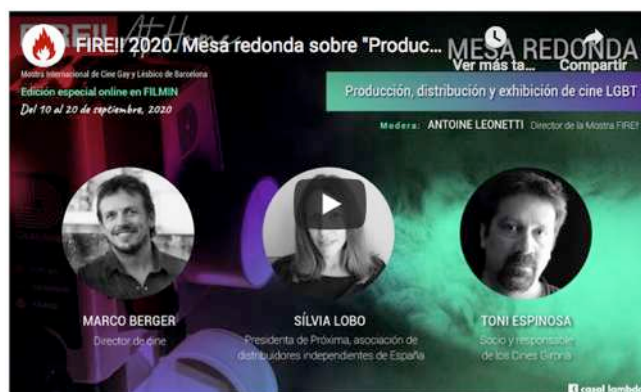 FIRE!! 2020. Mesa redonda sobre "Produc...
At Home
MESA REDONDA
Ver más ta...
Compartir
Mostra Internacional de Cine Gay y Lésbico de Barcelona
Edición especial online en FILMIN
Del 10 al 20 de septiembre, 2020
Producción, distribución y exhibición de cine LGBT
Modera: ANTOINE LEONETTI Director de la Mostra FIRE!!
MARCO BERGER
Director de cine
SÍLVIA LOBO
Presidenta de Próxima, asociación de
distribuidores independientes de España
TONI ESPINOSA
Socio y responsable
de los Cines Girona
casal lambda